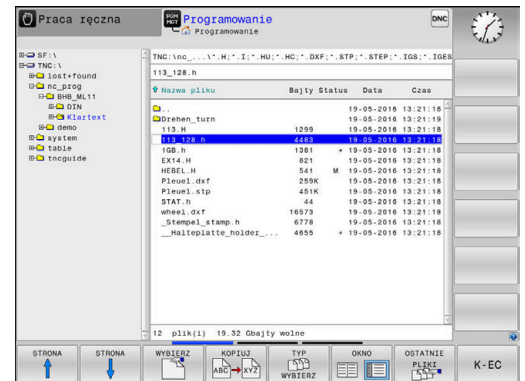 Praca ręczna
PGM MGT Programowanie
Programowanie
DNC
SF:\
TNC:\
lost+found
nc_prog
BHB_ML11
DIN
Klartext
demo
system
table
tncguide
TNC:\nc_...\*.H;*.I;*.HU;*.HC;*.DXF;*.STP;*.STEP;*.IGS;*.IGES
113_128.h
Nazwa pliku Bajty Status Data Czas
.. 19-05-2016 13:21:18
Drehen_turn 19-05-2016 13:21:19
113.H 1299 19-05-2016 13:21:18
113_128.h 4483 19-05-2016 13:21:18
1GB.h 1381 + 19-05-2016 13:21:18
EX14.H 821 19-05-2016 13:21:18
HEBEL.H 541 M 19-05-2016 13:21:18
Pleuel.dxf 259K 19-05-2016 13:21:18
Pleuel.stp 451K 19-05-2016 13:21:18
STAT.h 44 19-05-2016 13:21:18
wheel.dxf 16573 19-05-2016 13:21:18
_Stempel_stamp.h 6778 19-05-2016 13:21:18
__Halteplatte_holder_... 4655 + 19-05-2016 13:21:18
12 plik(i) 19.32 Gbajty wolne
STRONA
STRONA
WYBIERZ
KOPIUJ
ABC XYZ
TYP
WYBIERZ
OKNO
OSTATNIE
PLIKI
K-EC